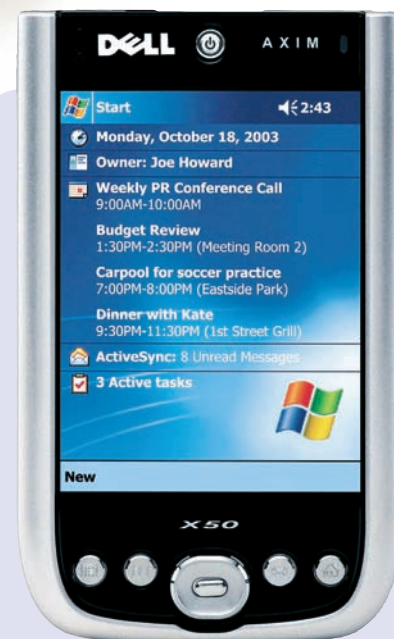 DELL AXIM
Start 2:43
Monday, October 18, 2003
Owner: Joe Howard
Weekly PR Conference Call
9:00AM-10:00AM
Budget Review
1:30PM-2:30PM (Meeting Room 2)
Carpool for soccer practice
7:00PM-8:00PM (Eastside Park)
Dinner with Kate
9:30PM-11:30PM (1st Street Grill)
ActiveSync: 8 Unread Messages
3 Active tasks
New
X50